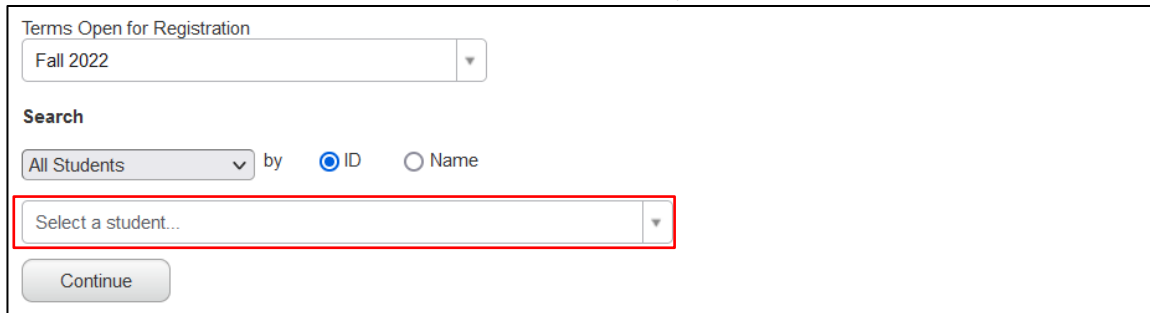 Terms Open for Registration
Fall 2022
Search
All Students by ID Name
Select a student...
Continue